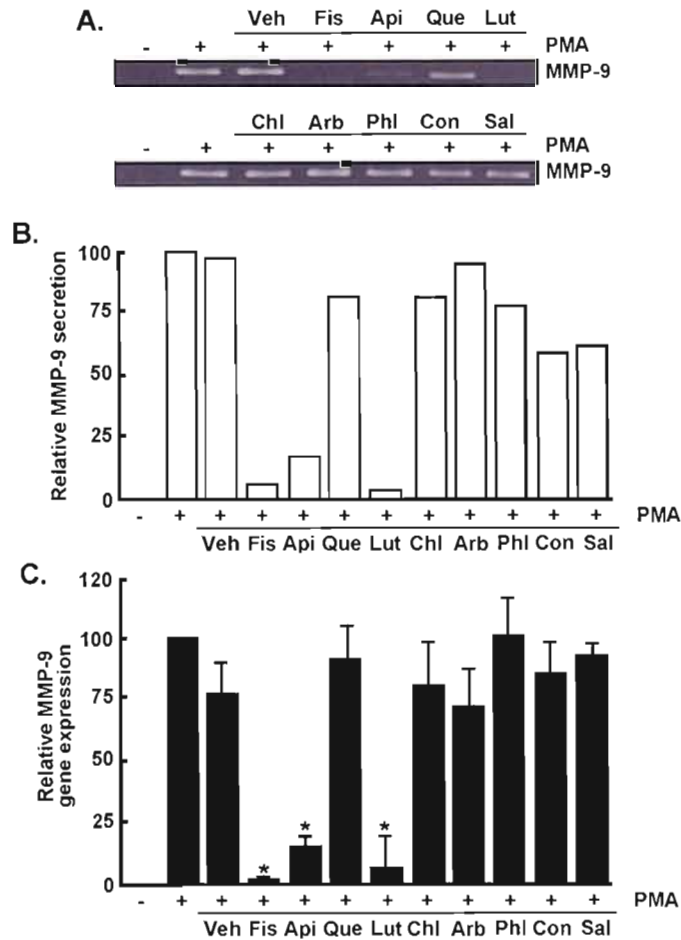 A.
Veh Fis Api Que Lut
- + + + + + + PMA
MMP-9
Chl Arb Phl Con Sal
- + + + + + + PMA
MMP-9
B.
Relative MMP-9 secretion
100
75
50
25
0
- + + + + + + + + + + + PMA
Veh Fis Api Que Lut Chl Arb Phl Con Sal
C.
Relative MMP-9
gene expression
120
100
75
50
25
0
* * *
- + + + + + + + + + + + PMA
Veh Fis Api Que Lut Chl Arb Phl Con Sal